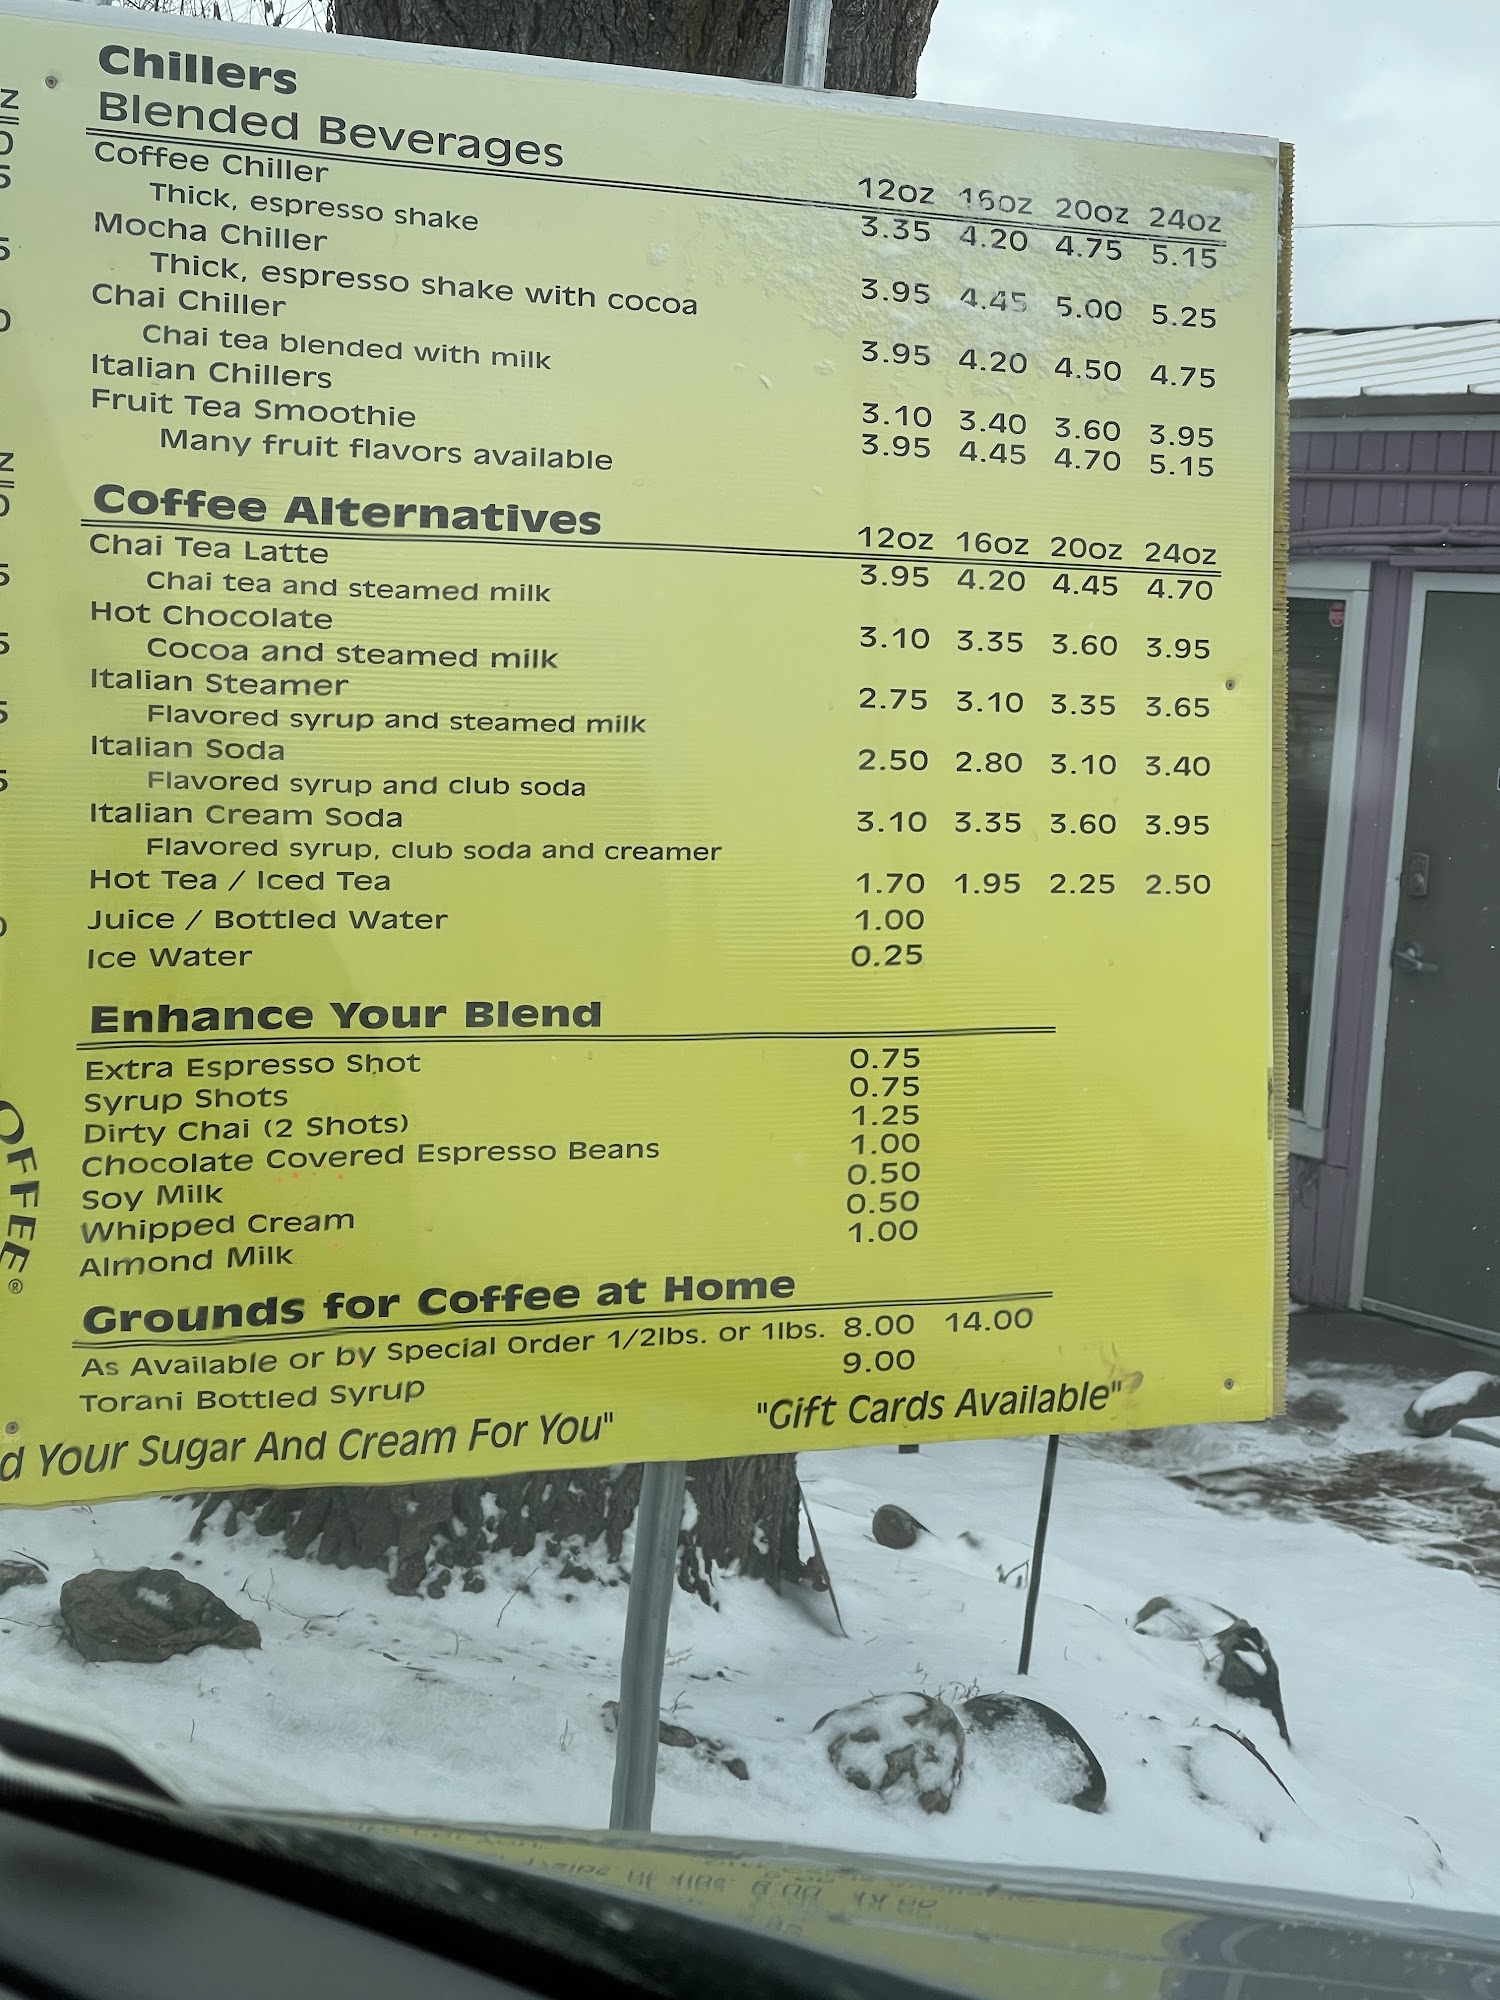 Chillers
Blended Beverages 12oz 16oz 20oz 24oz
Coffee Chiller 3.35 4.20 4.75 5.15
Thick, espresso shake
Mocha Chiller 3.95 4.45 5.00 5.25
Thick, espresso shake with cocoa
Chai Chiller 3.95 4.20 4.50 4.75
Chai tea blended with milk
Italian Chillers 3.10 3.40 3.60 3.95
Fruit Tea Smoothie 3.95 4.45 4.70 5.15
Many fruit flavors available
Coffee Alternatives 12oz 16oz 20oz 24oz
Chai Tea Latte 3.95 4.20 4.45 4.70
Chai tea and steamed milk
Hot Chocolate 3.10 3.35 3.60 3.95
Cocoa and steamed milk
Italian Steamer 2.75 3.10 3.35 3.65
Flavored syrup and steamed milk
Italian Soda 2.50 2.80 3.10 3.40
Flavored syrup and club soda
Italian Cream Soda 3.10 3.35 3.60 3.95
Flavored syrup, club soda and creamer
Hot Tea / Iced Tea 1.70 1.95 2.25 2.50
Juice / Bottled Water 1.00
Ice Water 0.25
Enhance Your Blend
Extra Espresso Shot 0.75
Syrup Shots 0.75
Dirty Chai (2 Shots) 1.25
Chocolate Covered Espresso Beans 1.00
Soy Milk 0.50
Whipped Cream 0.50
Almond Milk 1.00
Grounds for Coffee at Home
As Available or by Special Order 1/2lbs. or 1lbs. 8.00 14.00
Torani Bottled Syrup 9.00
d Your Sugar And Cream For You" "Gift Cards Available"
OFFEE®